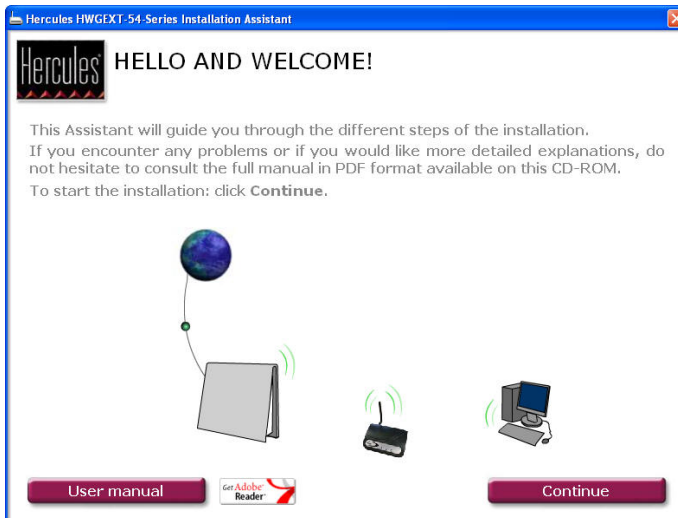 Hercules HWGEXT-54-Series Installation Assistant
Hercules
HELLO AND WELCOME!
This Assistant will guide you through the different steps of the installation.
If you encounter any problems or if you would like more detailed explanations, do
not hesitate to consult the full manual in PDF format available on this CD-ROM.
To start the installation: click Continue.
User manual
Get Adobe®
Reader®
Continue